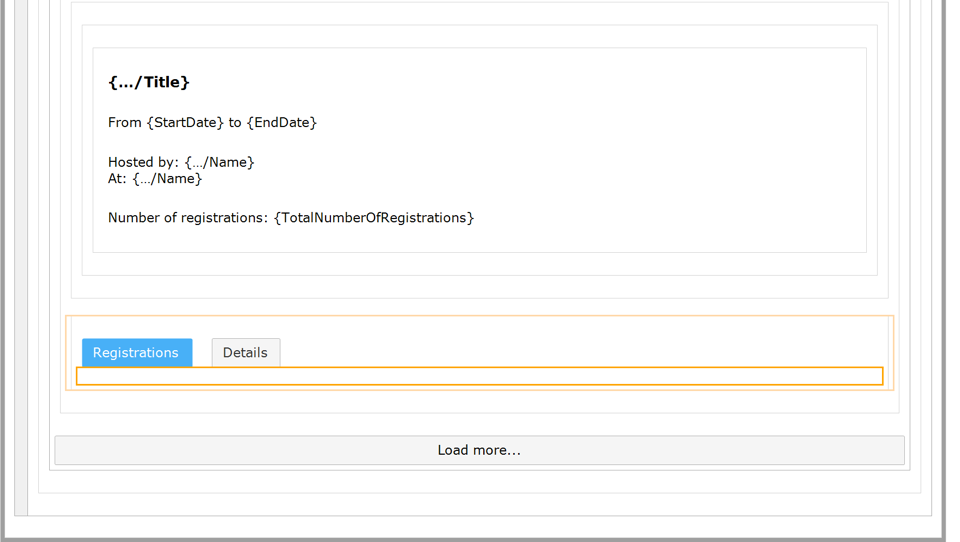 {.../Title}
From {StartDate} to {EndDate}
Hosted by: {.../Name}
At: {.../Name}
Number of registrations: {TotalNumberOfRegistrations}
Registrations Details
Load more...